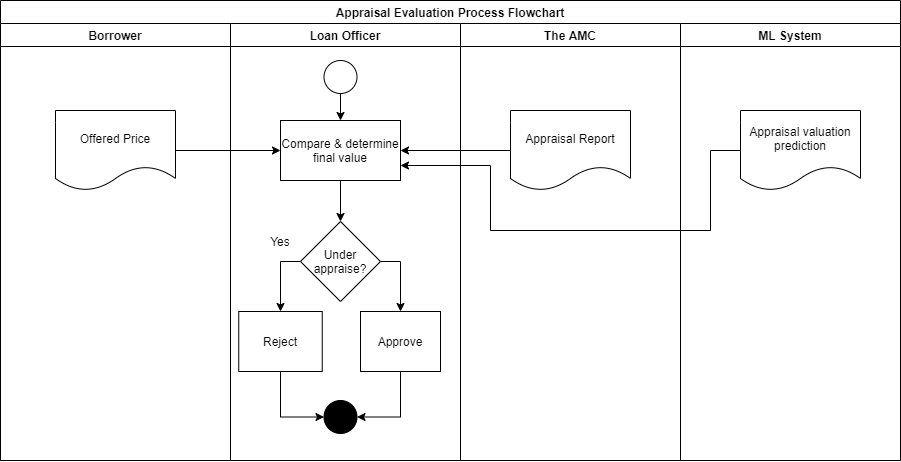 Appraisal Evaluation Process Flowchart
Borrower
Loan Officer
The AMC
ML System
Offered Price
Compare & determine
final value
Appraisal Report
Appraisal valuation
prediction
Yes
Under
appraise?
Reject
Approve